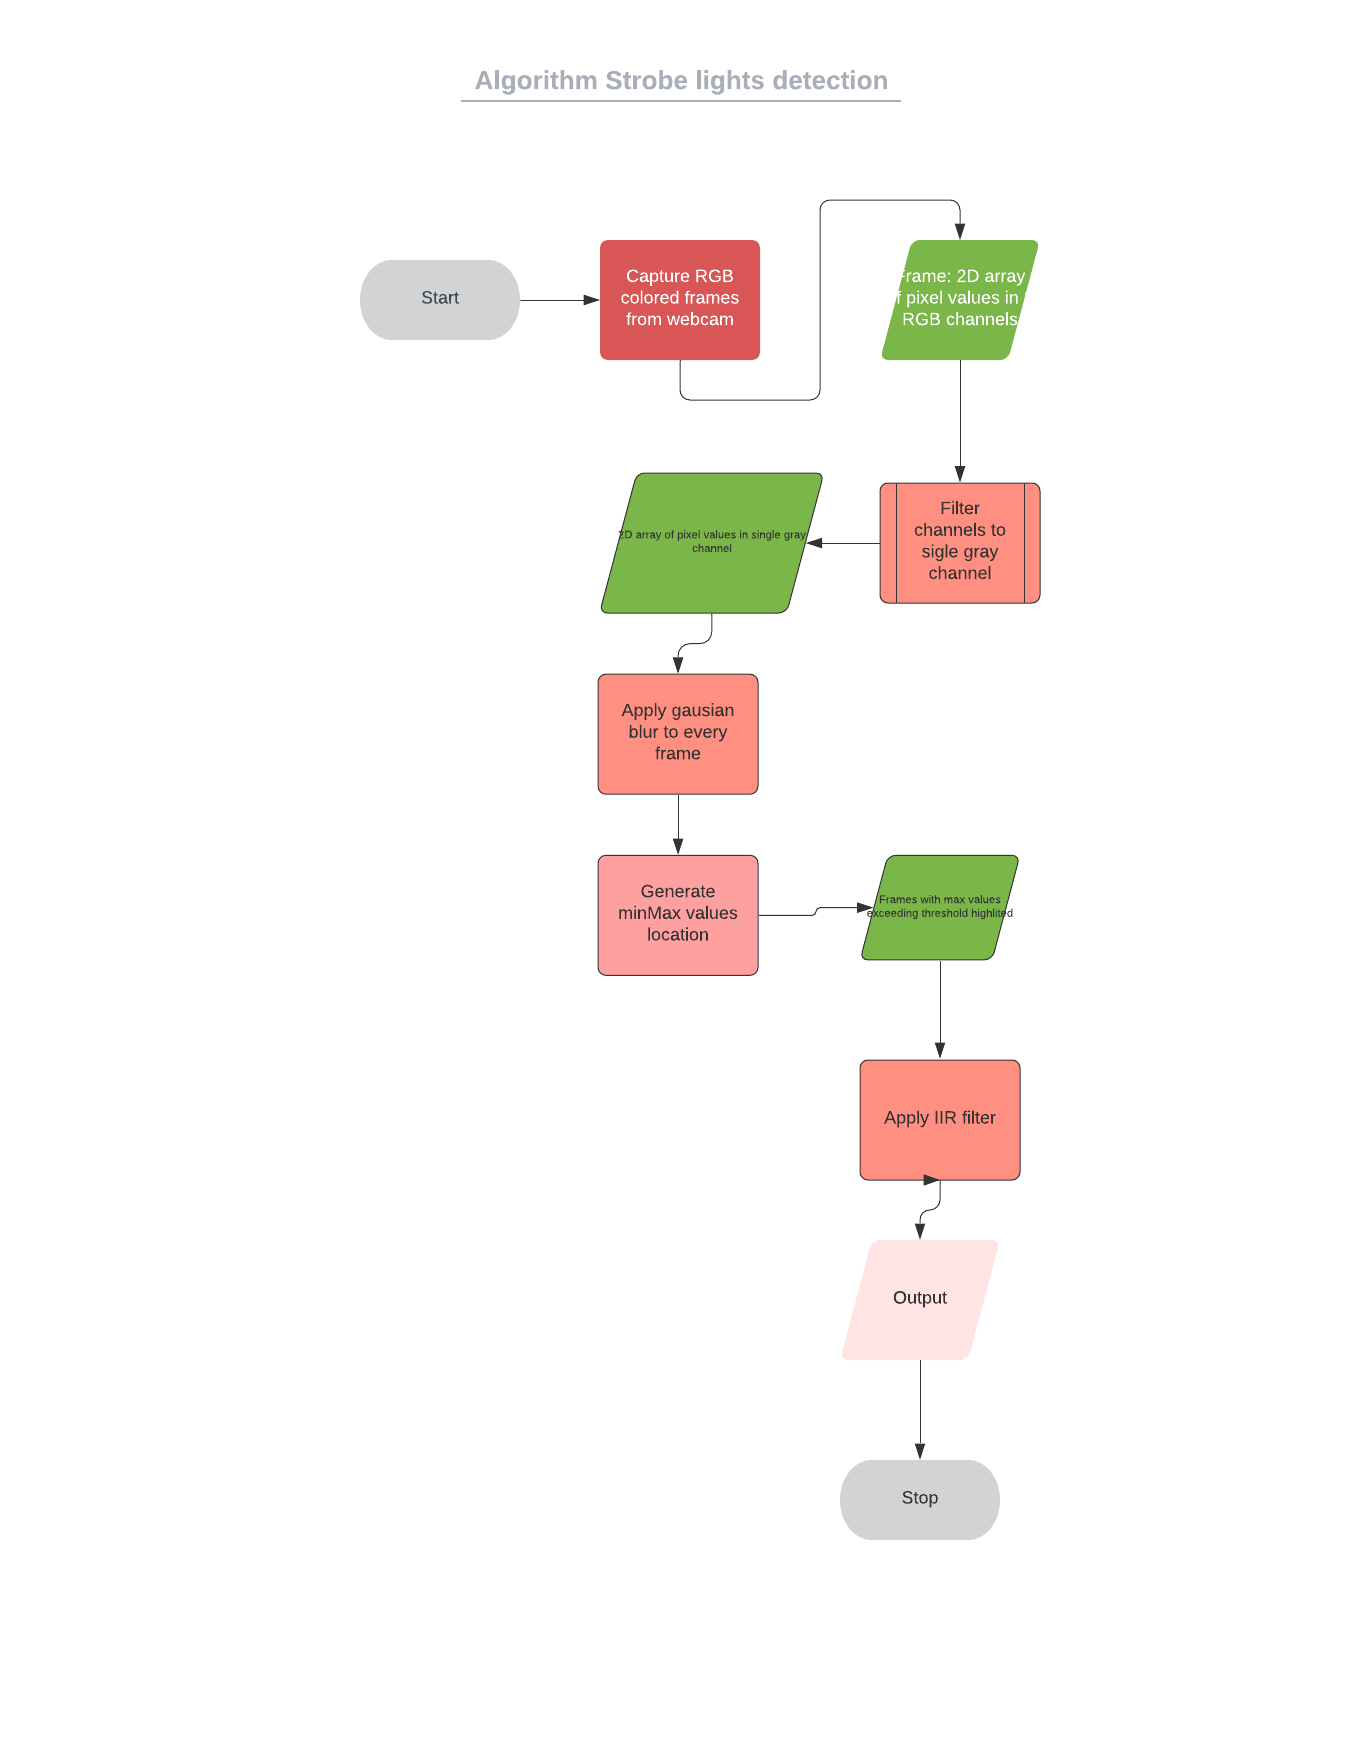 Algorithm Strobe lights detection
Start
Capture RGB
colored frames
from webcam
Frame: 2D array
of pixel values in
RGB channels
Filter
channels to
sigle gray
channel
2D array of pixel values in single gray
channel
Apply gausian
blur to every
frame
Generate
minMax values
location
Frames with max values
exceeding threshold highlited
Apply IIR filter
Output
Stop